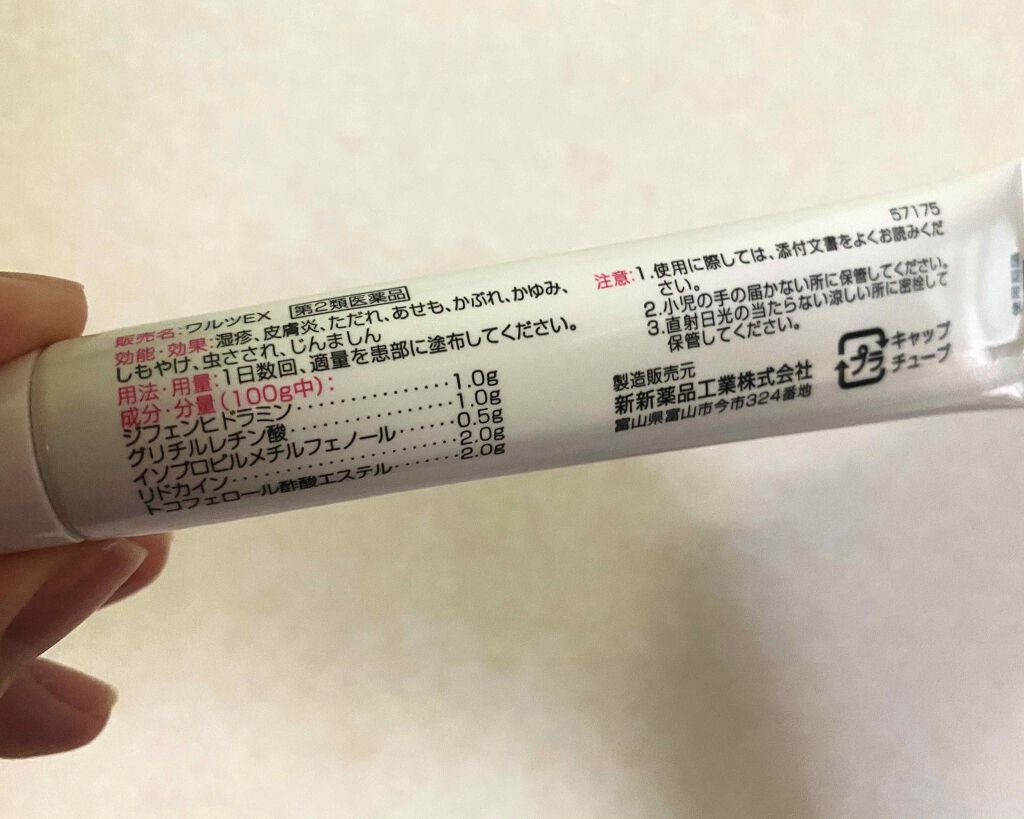 販売名:ワルツEX 第2類医薬品
効能・効果:湿疹、皮膚炎、ただれ、あせも、かぶれ、かゆみ、
しもやけ、虫さされ、じんましん
用法・用量:1日数回、適量を患部に塗布してください。
成分・分量(100g中):
ジフェンヒドラミン・・・・・・・・・・・・・・1.0g
グリチルレチン酸・・・・・・・・・・・・・・1.0g
イソプロピルメチルフェノール・・・・・・0.5g
リドカイン・・・・・・・・・・・・・・・・・・・2.0g
トコフェロール酢酸エステル・・・・・・・2.0g
57175
注意:1.使用に際しては、添付文書をよくお読みくだ
さい。
2.小児の手の届かない所に保管してください。
3.直射日光の当たらない涼しい所に密栓して
保管してください。
製造販売元
新新薬品工業株式会社
富山県富山市今市324番地
プラ
キャップ
チューブ